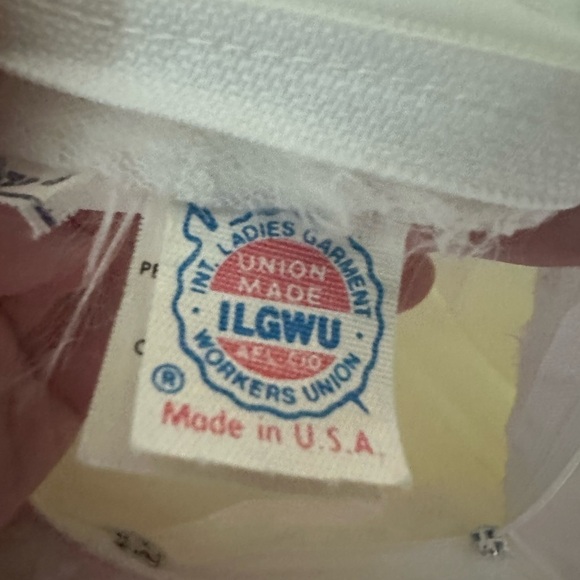 INT. LADIES GARMENT
UNION
MADE
ILGWU
AFL-CIO
WORKERS UNION
®
Made in U.S.A.